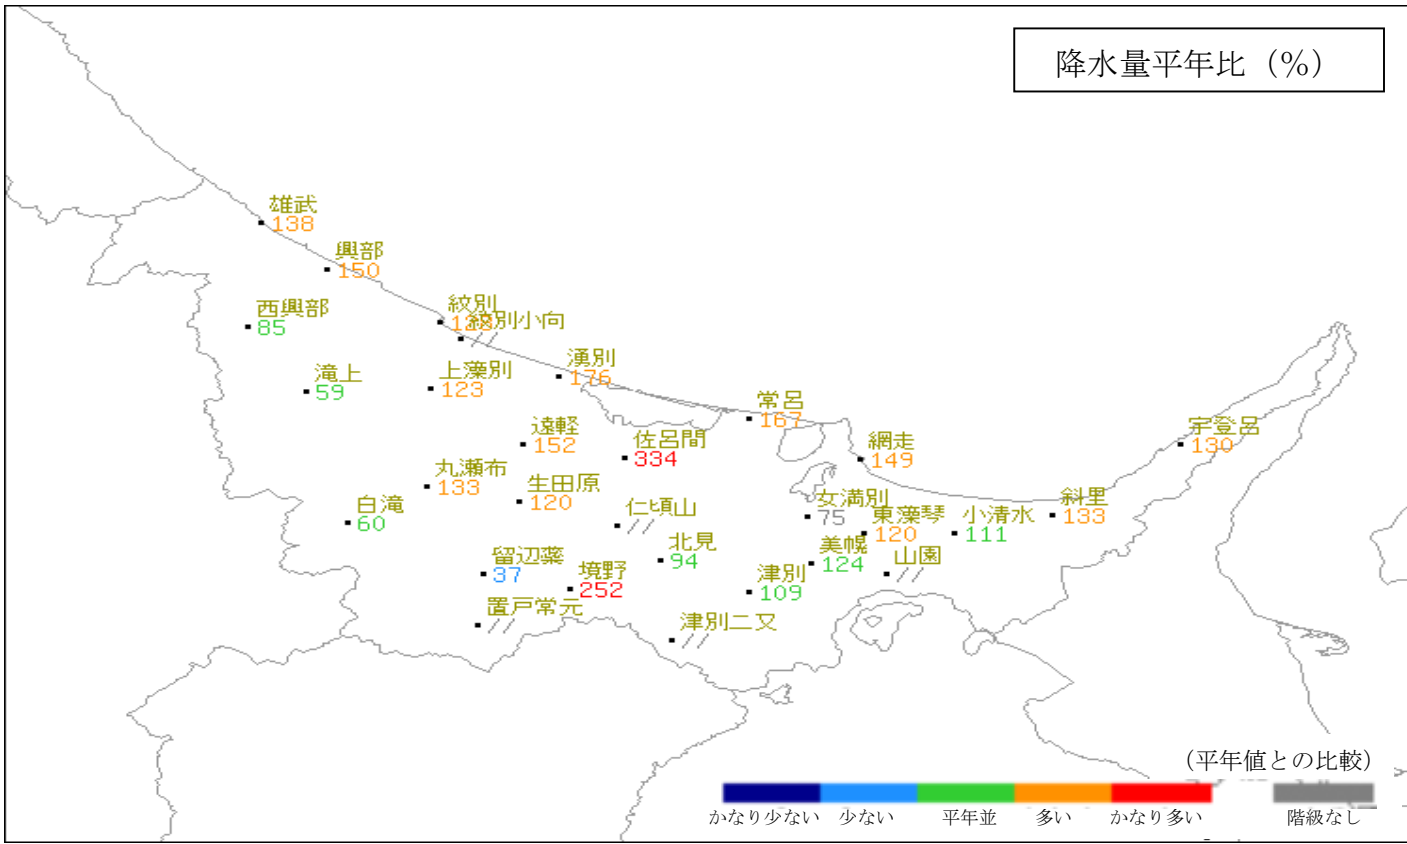 降水量平年比（％）
雄武
138
興部
150
西興部
85
紋別
紋別小向
//
滝上
59
上藻別
123
湧別
176
常呂
167
遠軽
152
佐呂間
334
網走
149
宇登呂
130
丸瀬布
133
生田原
120
白滝
60
仁頃山
//
女満別
75
東藻琴
120
小清水
111
斜里
133
留辺蘂
37
境野
252
北見
94
津別
109
美幌
124
山園
//
置戸常元
//
津別二又
//
（平年値との比較）
かなり少ない 少ない 平年並 多い かなり多い 階級なし